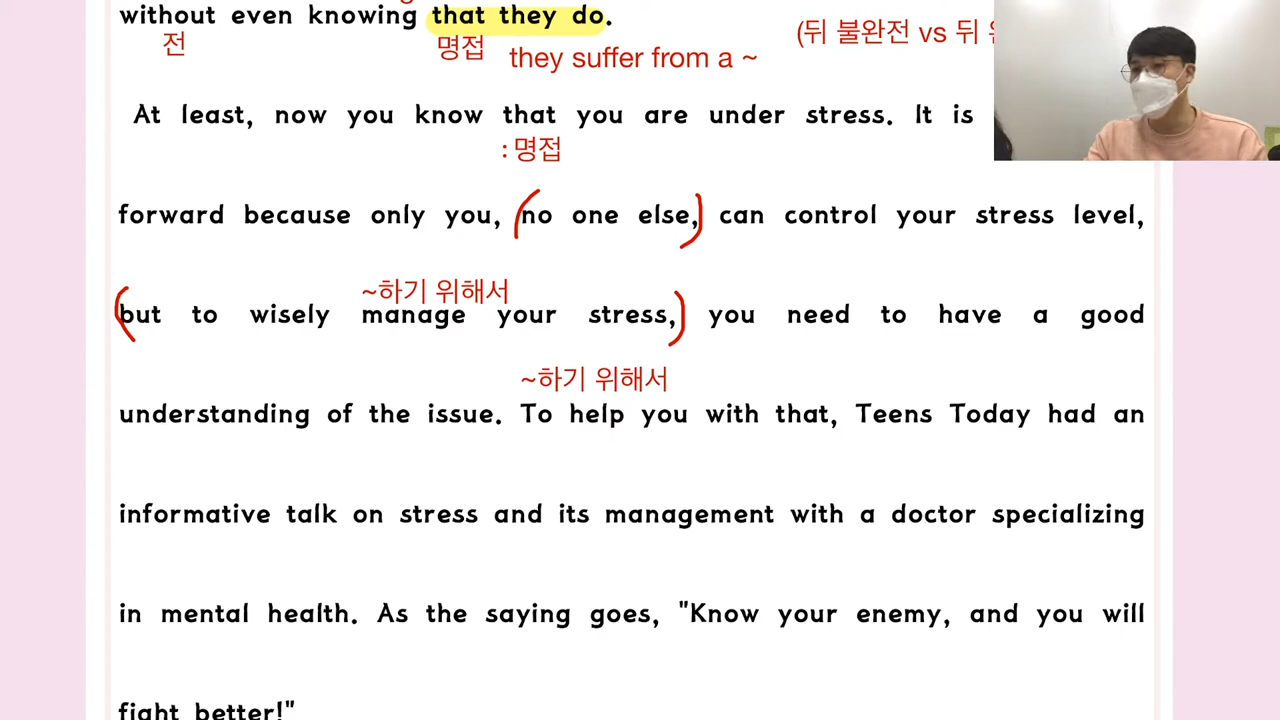 without even knowing that they do.
전
명접
they suffer from a ~
(뒤 불완전 vs 뒤
At least, now you know that you are under stress. It is
: 명접
forward because only you, (no one else,) can control your stress level,
~하기 위해서
(but to wisely manage your stress,) you need to have a good
~하기 위해서
understanding of the issue. To help you with that, Teens Today had an
informative talk on stress and its management with a doctor specializing
in mental health. As the saying goes, "Know your enemy, and you will
fight better!"